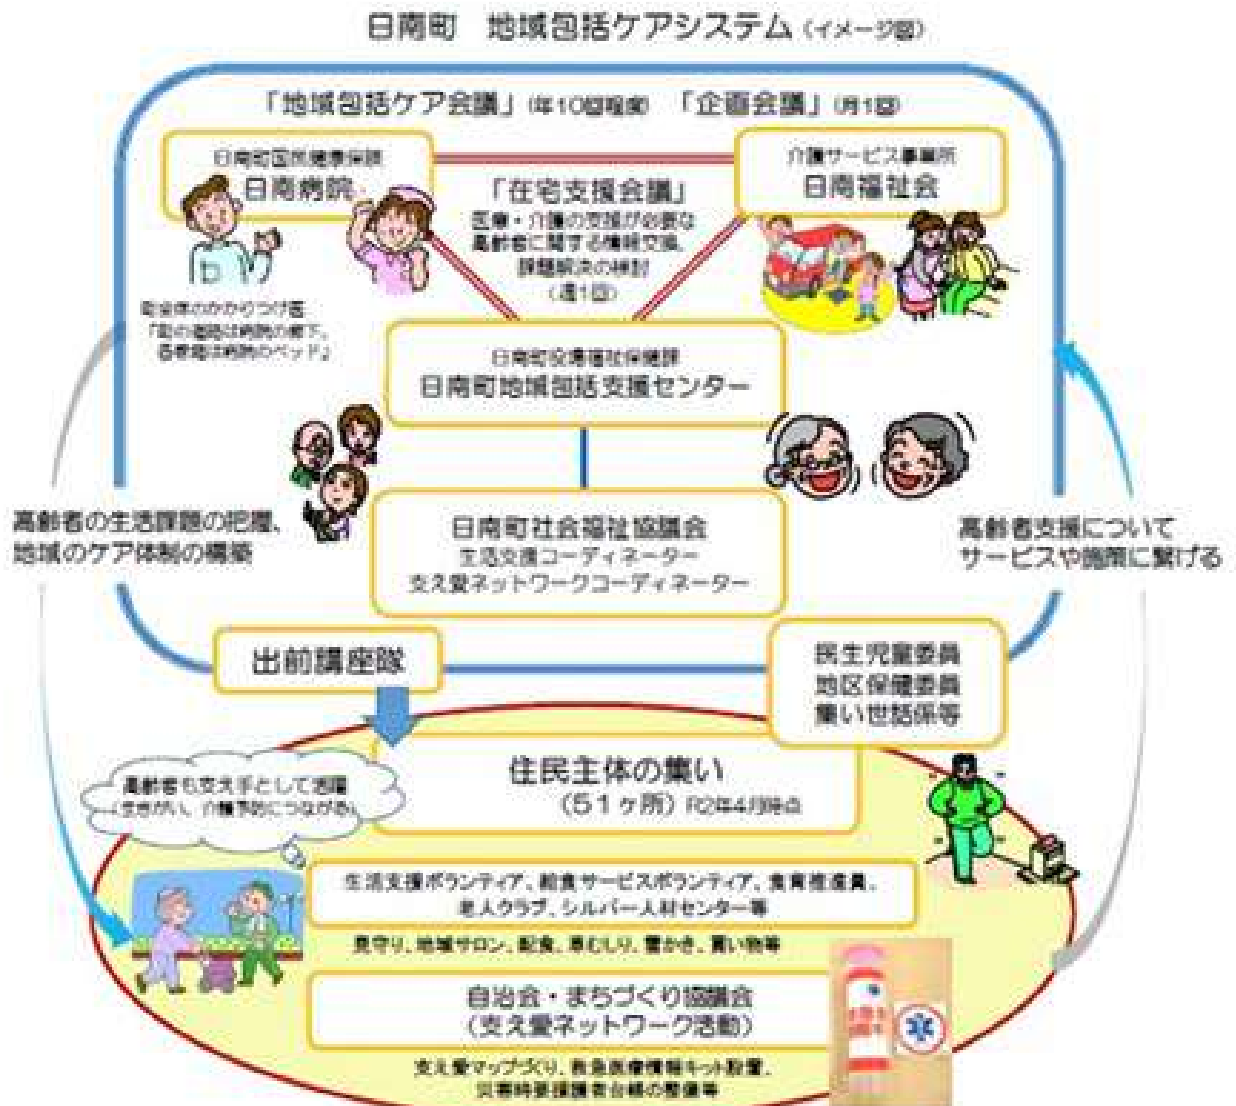 日南町 地域包括ケアシステム（イメージ図）
「地域包括ケア会議」（年10回程度） 「企画会議」（月1回）
日南町国民健康保険
日南病院
介護サービス事業所
日南福祉会
「在宅支援会議」
医療・介護の支援が必要な
高齢者に関する情報交換、
課題解決の検討
（週1回）
町全体のかかりつけ医
「町の道路は病院の廊下、
各家庭は病院のベッド」
日南町役場福祉保健課
日南町地域包括支援センター
高齢者の生活課題の把握、
地域のケア体制の構築
日南町社会福祉協議会
生活支援コーディネーター
支え愛ネットワークコーディネーター
高齢者支援について
サービスや施策に繋げる
出前講座隊
民生児童委員
地区保健委員
集い世話係等
住民主体の集い
（51ヶ所）R2年4月時点
高齢者も支え手として活躍
（生きがい、介護予防につながる）
生活支援ボランティア、給食サービスボランティア、食育推進員、
老人クラブ、シルバー人材センター等
見守り、地域サロン、配食、草むしり、雪かき、買い物等
自治会・まちづくり協議会
（支え愛ネットワーク活動）
支え愛マップづくり、救急医療情報キット設置、
災害時要援護者台帳の整備等